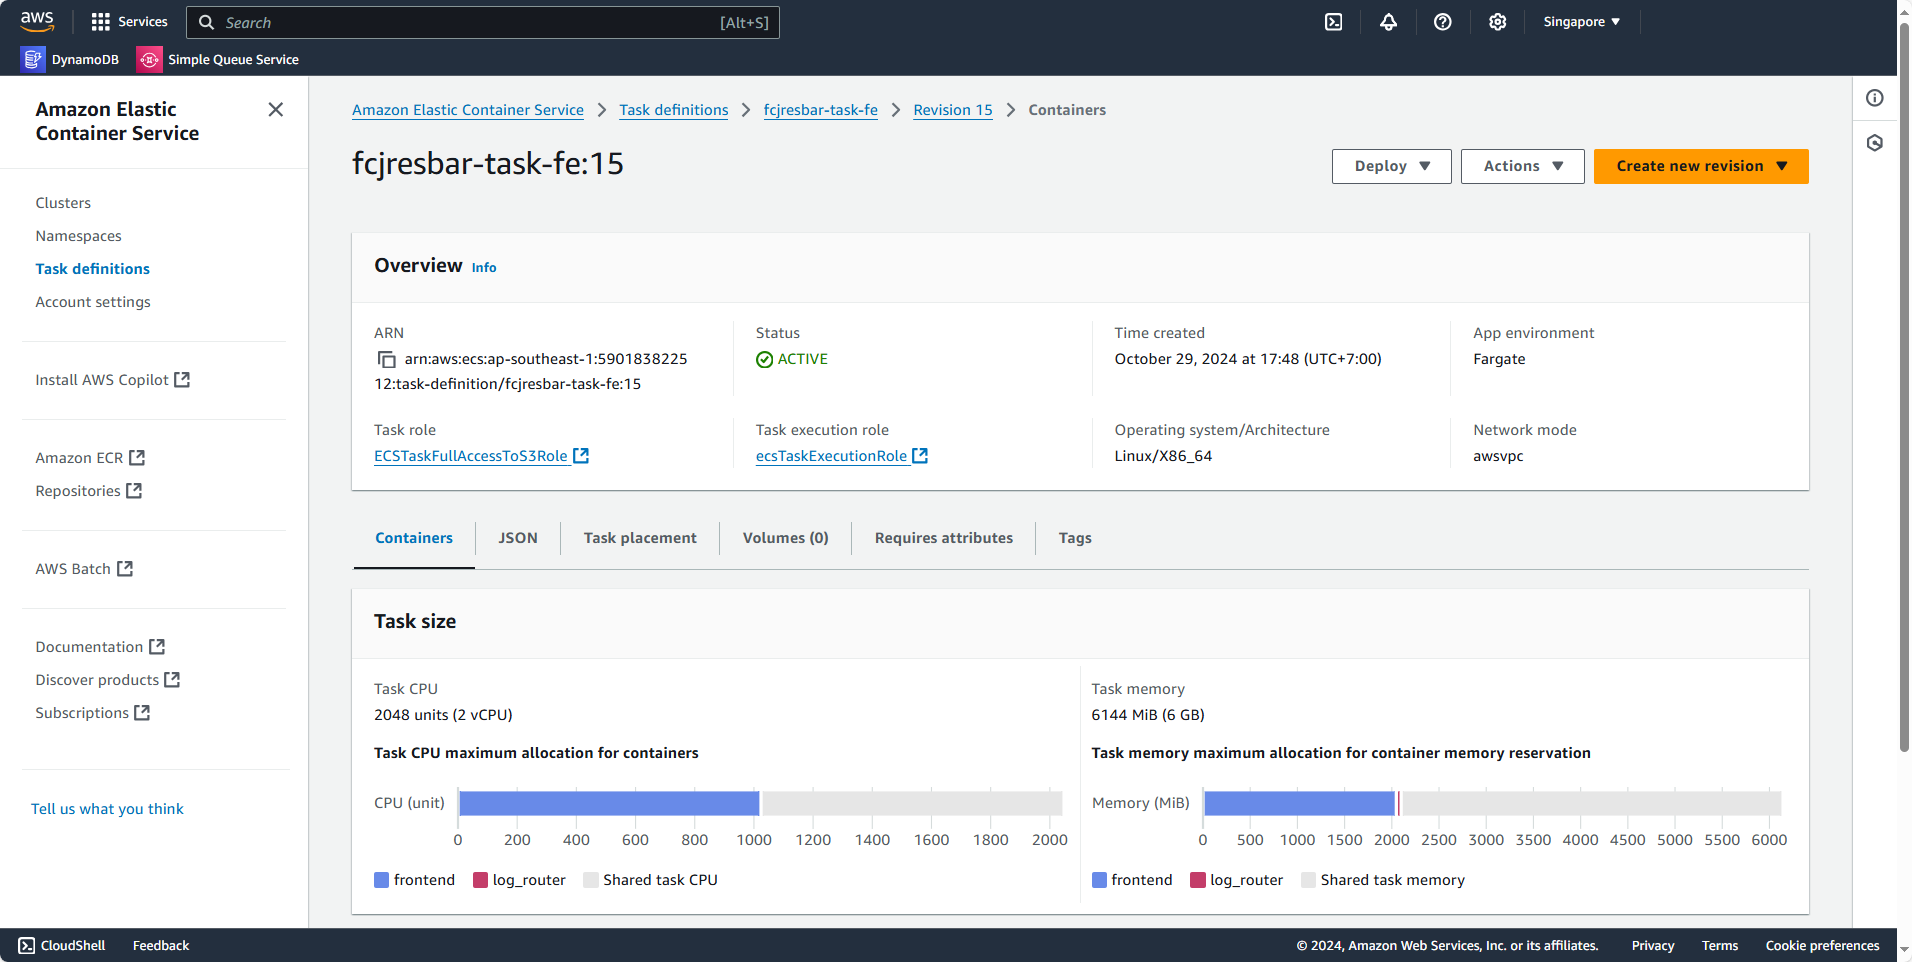 aws
Services
Search
[Alt+S]
Singapore
DynamoDB
Simple Queue Service
Amazon Elastic
Container Service
Clusters
Namespaces
Task definitions
Account settings
Install AWS Copilot
Amazon ECR
Repositories
AWS Batch
Documentation
Discover products
Subscriptions
Tell us what you think
Amazon Elastic Container Service > Task definitions > fcjresbar-task-fe > Revision 15 > Containers
fcjresbar-task-fe:15
Deploy
Actions
Create new revision
Overview Info
ARN
arn:aws:ecs:ap-southeast-1:5901838225
12:task-definition/fcjresbar-task-fe:15
Status
ACTIVE
Time created
October 29, 2024 at 17:48 (UTC+7:00)
App environment
Fargate
Task role
ECSTaskFullAccessToS3Role
Task execution role
ecsTaskExecutionRole
Operating system/Architecture
Linux/X86_64
Network mode
awsvpc
Containers
JSON
Task placement
Volumes (0)
Requires attributes
Tags
Task size
Task CPU
2048 units (2 vCPU)
Task CPU maximum allocation for containers
CPU (unit)
0 200 400 600 800 1000 1200 1400 1600 1800 2000
frontend log_router Shared task CPU
Task memory
6144 MiB (6 GB)
Task memory maximum allocation for container memory reservation
Memory (MiB)
0 500 1000 1500 2000 2500 3000 3500 4000 4500 5000 5500 6000
frontend log_router Shared task memory
CloudShell
Feedback
© 2024, Amazon Web Services, Inc. or its affiliates.
Privacy
Terms
Cookie preferences